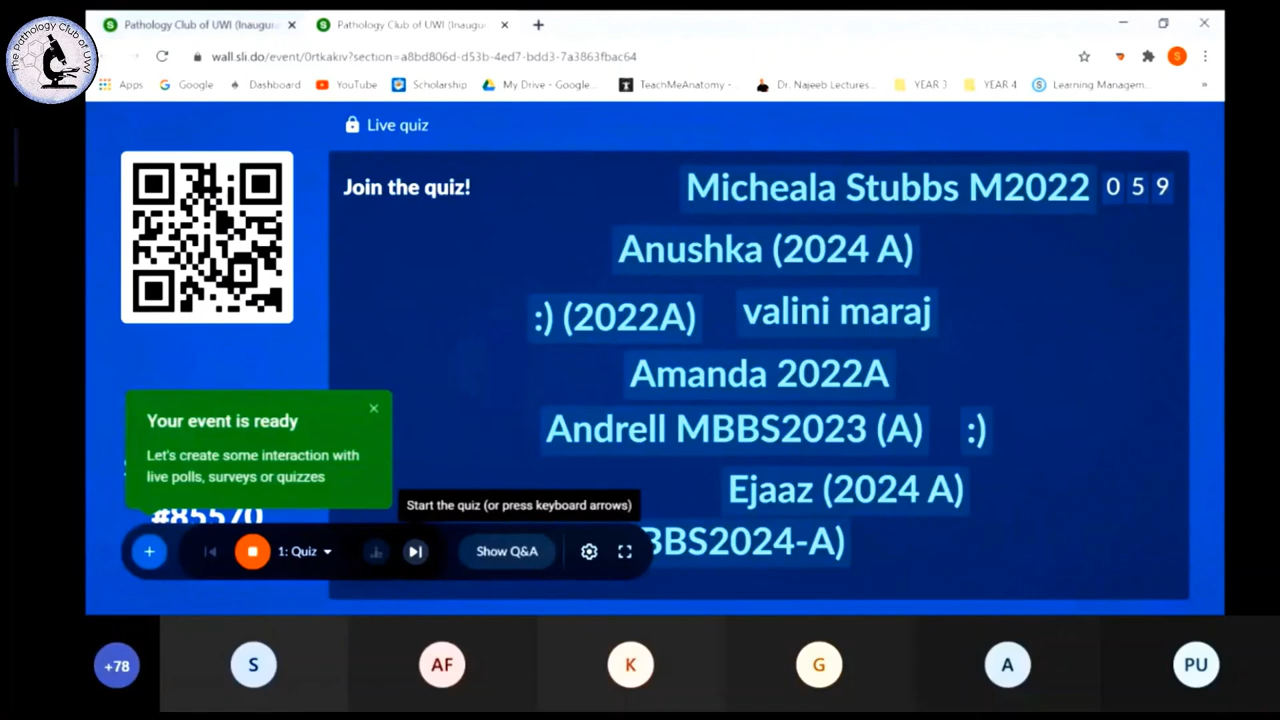 The Pathology Club of UWI
Pathology Club of UWI (Inaugu
Pathology Club of UWI (Inaugu
wall.sli.do/event/0rtkakıv?section=a8bd806d-d53b-4ed7-bdd3-7a3863fbac64
S
Apps
Google
Dashboard
YouTube
Scholarship
My Drive - Google...
TeachMeAnatomy -...
Dr. Najeeb Lectures...
YEAR 3
YEAR 4
Learning Managem...
»
Live quiz
Join the quiz!
Micheala Stubbs M2022
0 5 9
Anushka (2024 A)
:) (2022A)
valini maraj
Amanda 2022A
Andrell MBBS2023 (A)
:)
Ejaaz (2024 A)
BBS2024-A)
Your event is ready
Let's create some interaction with
live polls, surveys or quizzes
#85570
Start the quiz (or press keyboard arrows)
1: Quiz
Show Q&A
+78
S
AF
K
G
A
PU